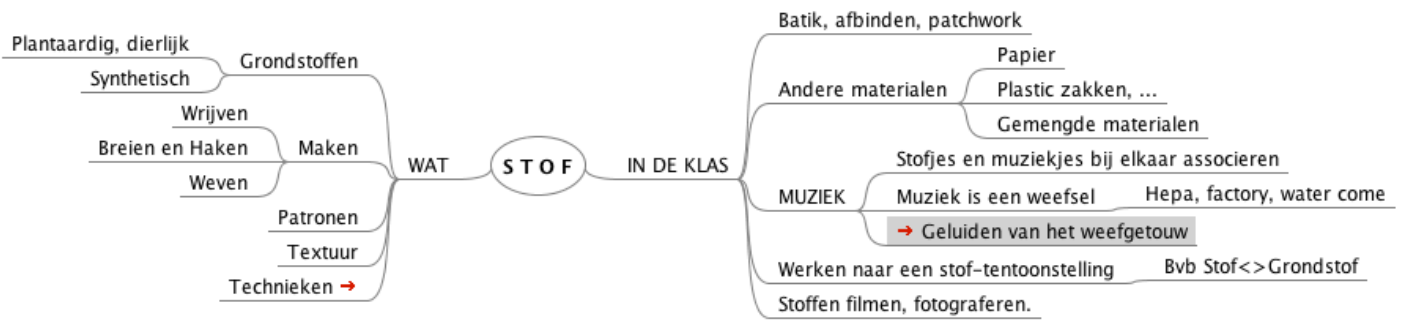 S T O F
WAT
Grondstoffen
Plantaardig, dierlijk
Synthetisch
Maken
Wrijven
Breien en Haken
Weven
Patronen
Textuur
Technieken ➔
IN DE KLAS
Batik, afbinden, patchwork
Andere materialen
Papier
Plastic zakken, ...
Gemengde materialen
MUZIEK
Stofjes en muziekjes bij elkaar associeren
Muziek is een weefsel
Hepa, factory, water come
➔ Geluiden van het weefgetouw
Werken naar een stof-tentoonstelling
Bvb Stof<>Grondstof
Stoffen filmen, fotograferen.